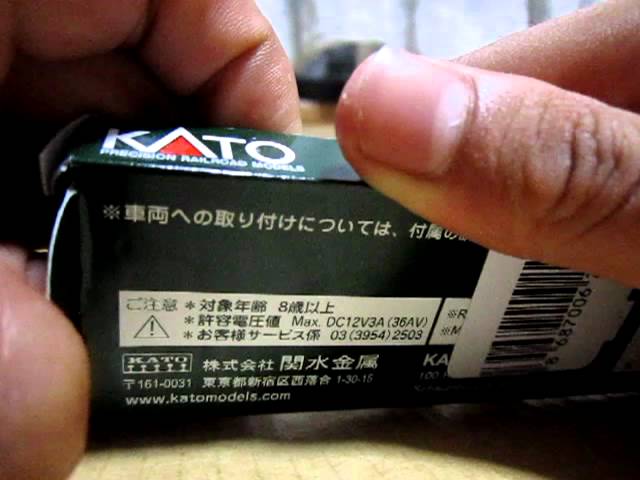 KATO
PRECISION RAILROAD MODELS
※車両への取り付けについては、付属の
ご注意 ＊対象年齢 8歳以上
＊許容電圧値 Max. DC12V3A(36AV)
＊お客様サービス係 03(3954)2503
※R
※M
KATO 株式会社 関水金属
KA
〒161-0031 東京都新宿区西落合 1-30-15
100
www.katomodels.com
687006